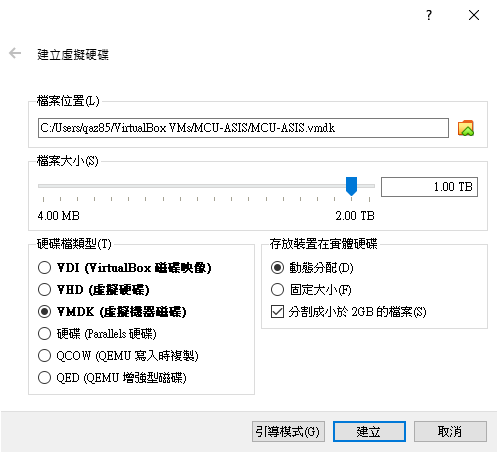 ?
建立虛擬硬碟
檔案位置(L)
C:/Users/qaz85/VirtualBox VMs/MCU-ASIS/MCU-ASIS.vmdk
檔案大小(S)
1.00 TB
4.00 MB
2.00 TB
硬碟檔類型(T)
VDI (VirtualBox 磁碟映像)
VHD (虛擬硬碟)
VMDK (虛擬機器磁碟)
硬碟 (Parallels 硬碟)
QCOW (QEMU 寫入時複製)
QED (QEMU 增強型磁碟)
存放裝置在實體硬碟
動態分配(D)
固定大小(F)
分割成小於 2GB 的檔案(S)
引導模式(G)
建立
取消